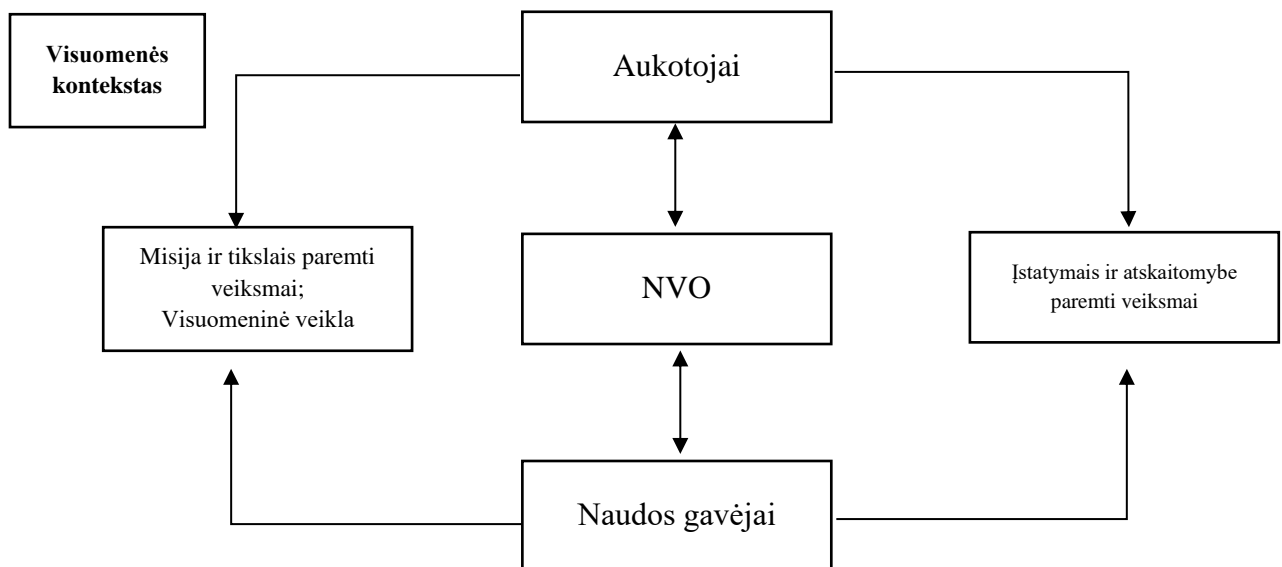 Visuomenės
kontekstas
Aukotojai
Misija ir tikslais paremti
veiksmai;
Visuomeninė veikla
NVO
Įstatymais ir atskaitomybe
paremti veiksmai
Naudos gavėjai